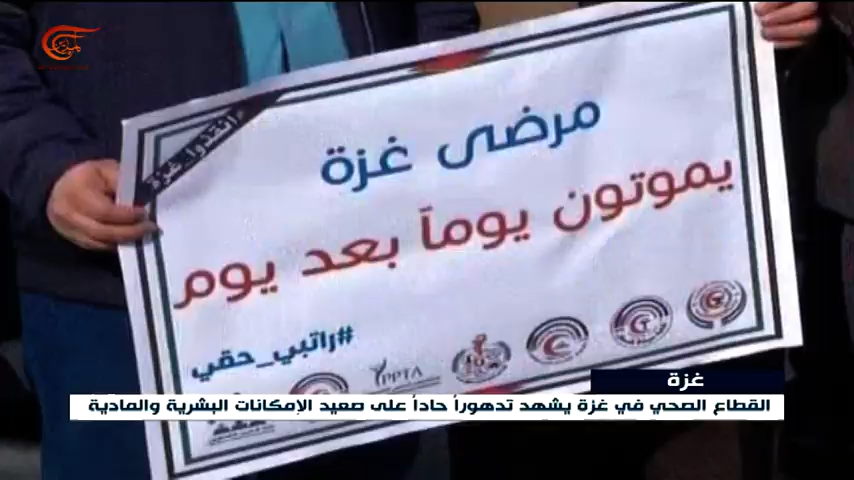 الميادين
#انقذوا_غزة
مرضى غزة
يموتون يوماً بعد يوم
#راتبي_حقي
PPTA
غزة
القطاع الصحي في غزة يشهد تدهوراً حاداً على صعيد الإمكانات البشرية والمادية